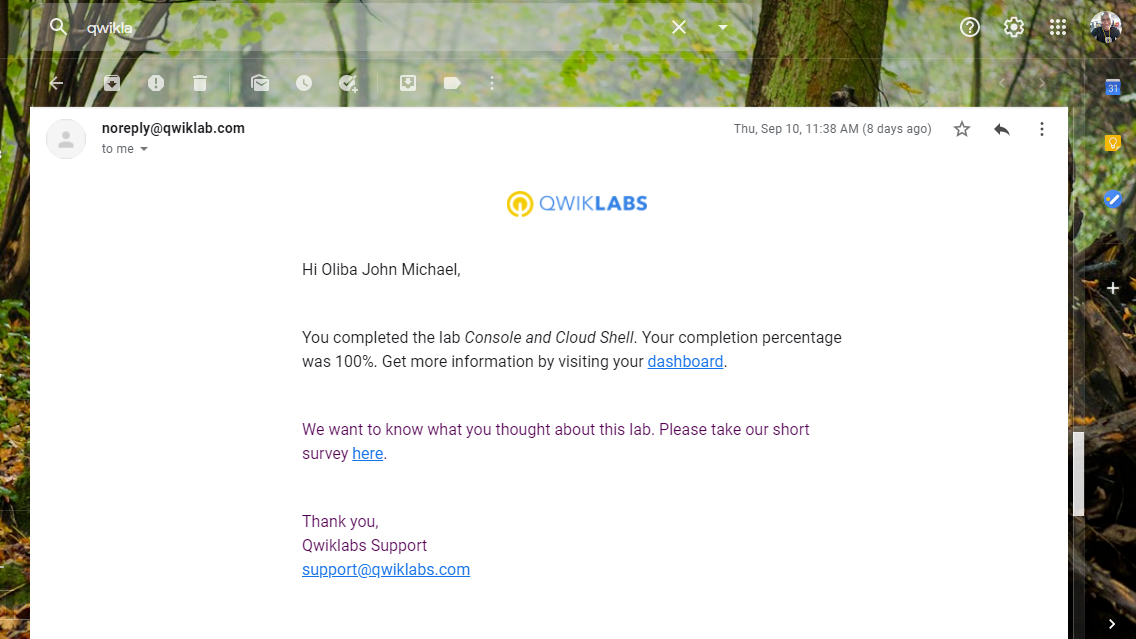 qwikla
noreply@qwiklab.com
Thu, Sep 10, 11:38 AM (8 days ago)
to me
31
QWIKLABS
Hi Oliba John Michael,
You completed the lab Console and Cloud Shell. Your completion percentage
was 100%. Get more information by visiting your dashboard.
We want to know what you thought about this lab. Please take our short
survey here.
Thank you,
Qwiklabs Support
support@qwiklabs.com